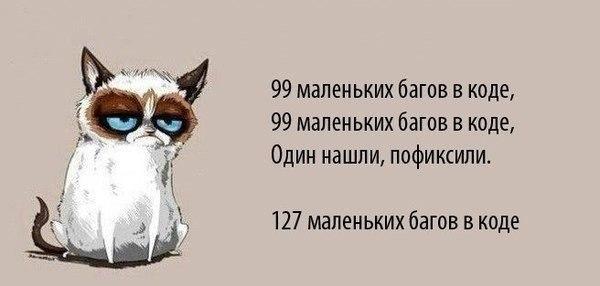 99 маленьких багов в коде,
99 маленьких багов в коде,
Один нашли, пофиксили.
127 маленьких багов в коде